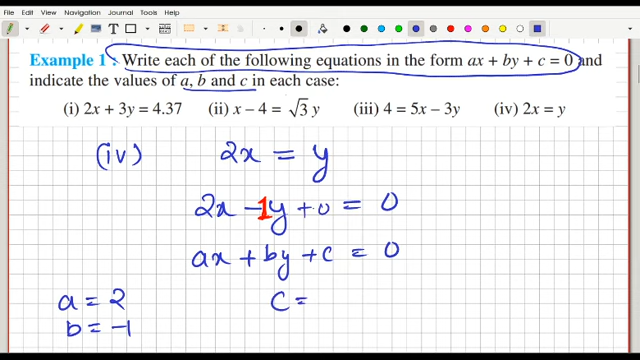 File Edit View Navigation Journal Tools Options Help
Example 1 : Write each of the following equations in the form ax + by + c = 0 and
indicate the values of a, b and c in each case:
(i) 2x + 3y = 4.37 (ii) x – 4 = √3 y (iii) 4 = 5x – 3y (iv) 2x = y
(iv) 2x = y
2x - 1y + 0 = 0
ax + by + c = 0
a = 2 c =
b = -1